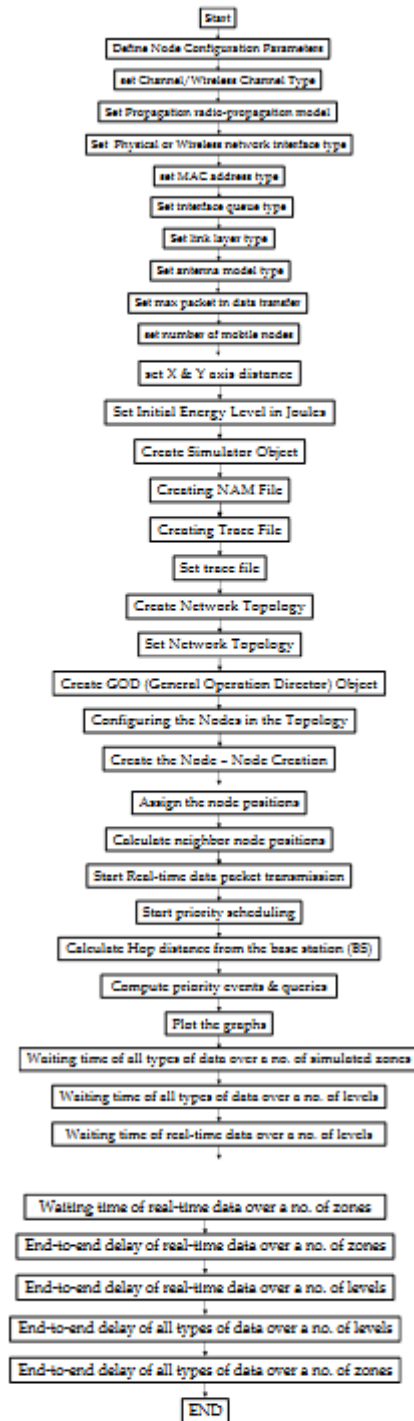 Start
Define Node Configuration Parameters
set Channel/Wireless Channel Type
Set Propagation radio-propagation model
Set Physical or Wireless network interface type
set MAC address type
Set interface queue type
Set link layer type
Set antenna model type
Set max packet in data transfer
set number of mobile nodes
set X & Y axis distance
Set Initial Energy Level in Joules
Create Simulator Object
Creating NAM File
Creating Trace File
Set trace file
Create Network Topology
Set Network Topology
Create GOD (General Operation Director) Object
Configuring the Nodes in the Topology
Create the Node – Node Creation
Assign the node positions
Calculate neighbor node positions
Start Real-time data packet transmission
Start priority scheduling
Calculate Hop distance from the base station (BS)
Compute priority events & queries
Plot the graphs
Waiting time of all types of data over a no. of simulated zones
Waiting time of all types of data over a no. of levels
Waiting time of real-time data over a no. of levels
Waiting time of real-time data over a no. of zones
End-to-end delay of real-time data over a no. of zones
End-to-end delay of real-time data over a no. of levels
End-to-end delay of all types of data over a no. of levels
End-to-end delay of all types of data over a no. of zones
END